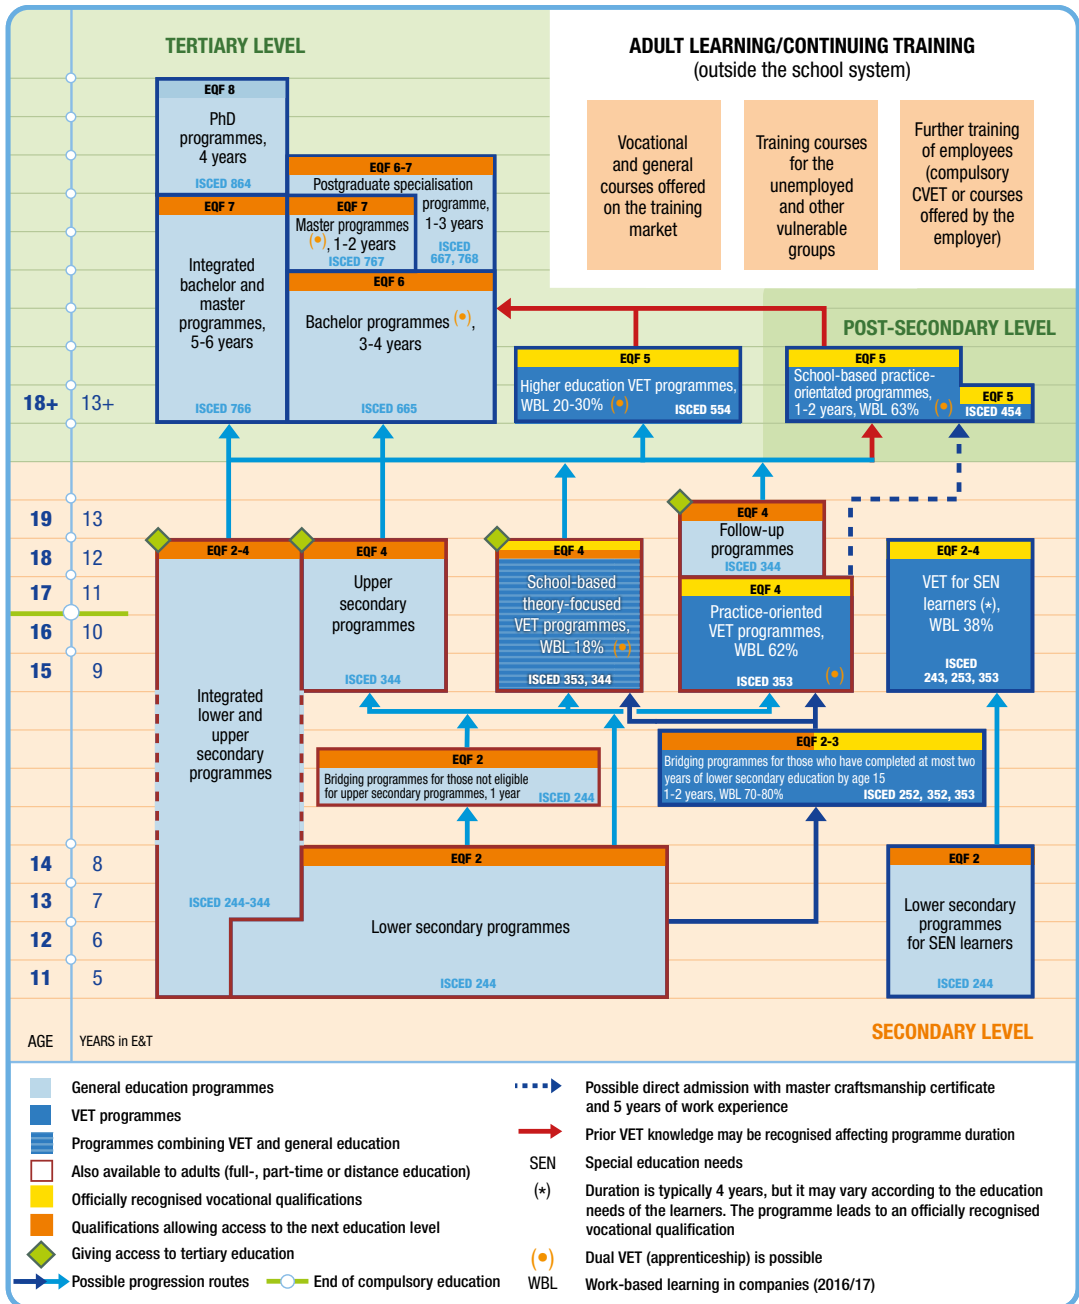 TERTIARY LEVEL
ADULT LEARNING/CONTINUING TRAINING
(outside the school system)
Vocational
and general
courses offered
on the training
market
Training courses
for the
unemployed
and other
vulnerable
groups
Further training
of employees
(compulsory
CVET or courses
offered by the
employer)
EQF 8
PhD
programmes,
4 years
ISCED 864
EQF 6-7
Postgraduate specialisation
programme,
1-3 years
ISCED
667, 768
EQF 7
Integrated
bachelor and
master
programmes,
5-6 years
ISCED 766
EQF 7
Master programmes
(•), 1-2 years
ISCED 767
EQF 6
Bachelor programmes (•),
3-4 years
ISCED 665
POST-SECONDARY LEVEL
EQF 5
Higher education VET programmes,
WBL 20-30% (•)
ISCED 554
EQF 5
School-based practice-
orientated programmes,
1-2 years, WBL 63% (•)
EQF 5
ISCED 454
18+ 13+
19 13
18 12
17 11
16 10
15 9
14 8
13 7
12 6
11 5
AGE YEARS in E&T
EQF 2-4
Integrated
lower and
upper
secondary
programmes
ISCED 244-344
EQF 4
Upper
secondary
programmes
ISCED 344
EQF 4
School-based
theory-focused
VET programmes,
WBL 18% (•)
ISCED 353, 344
EQF 4
Follow-up
programmes
ISCED 344
EQF 4
Practice-oriented
VET programmes,
WBL 62%
(•)
ISCED 353
EQF 2-4
VET for SEN
learners (*),
WBL 38%
ISCED
243, 253, 353
EQF 2
Bridging programmes for those not eligible
for upper secondary programmes, 1 year
ISCED 244
EQF 2-3
Bridging programmes for those who have completed at most two
years of lower secondary education by age 15
1-2 years, WBL 70-80%
ISCED 252, 352, 353
EQF 2
Lower secondary programmes
ISCED 244
EQF 2
Lower secondary
programmes
for SEN learners
ISCED 244
SECONDARY LEVEL
General education programmes
VET programmes
Programmes combining VET and general education
Also available to adults (full-, part-time or distance education)
Officially recognised vocational qualifications
Qualifications allowing access to the next education level
Giving access to tertiary education
Possible progression routes
End of compulsory education
Possible direct admission with master craftsmanship certificate
and 5 years of work experience
Prior VET knowledge may be recognised affecting programme duration
SEN Special education needs
(*) Duration is typically 4 years, but it may vary according to the education
needs of the learners. The programme leads to an officially recognised
vocational qualification
(•) Dual VET (apprenticeship) is possible
WBL Work-based learning in companies (2016/17)